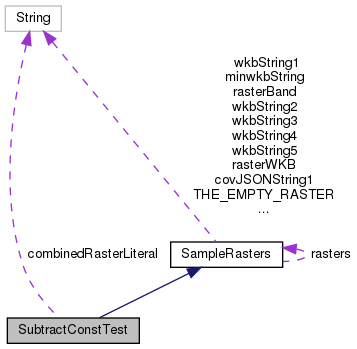 String
wkbString1
minwkbString
rasterBand
wkbString2
wkbString3
wkbString4
wkbString5
rasterWKB
covJSONString1
THE_EMPTY_RASTER
...
combinedRasterLiteral
SampleRasters
rasters
SubtractConstTest